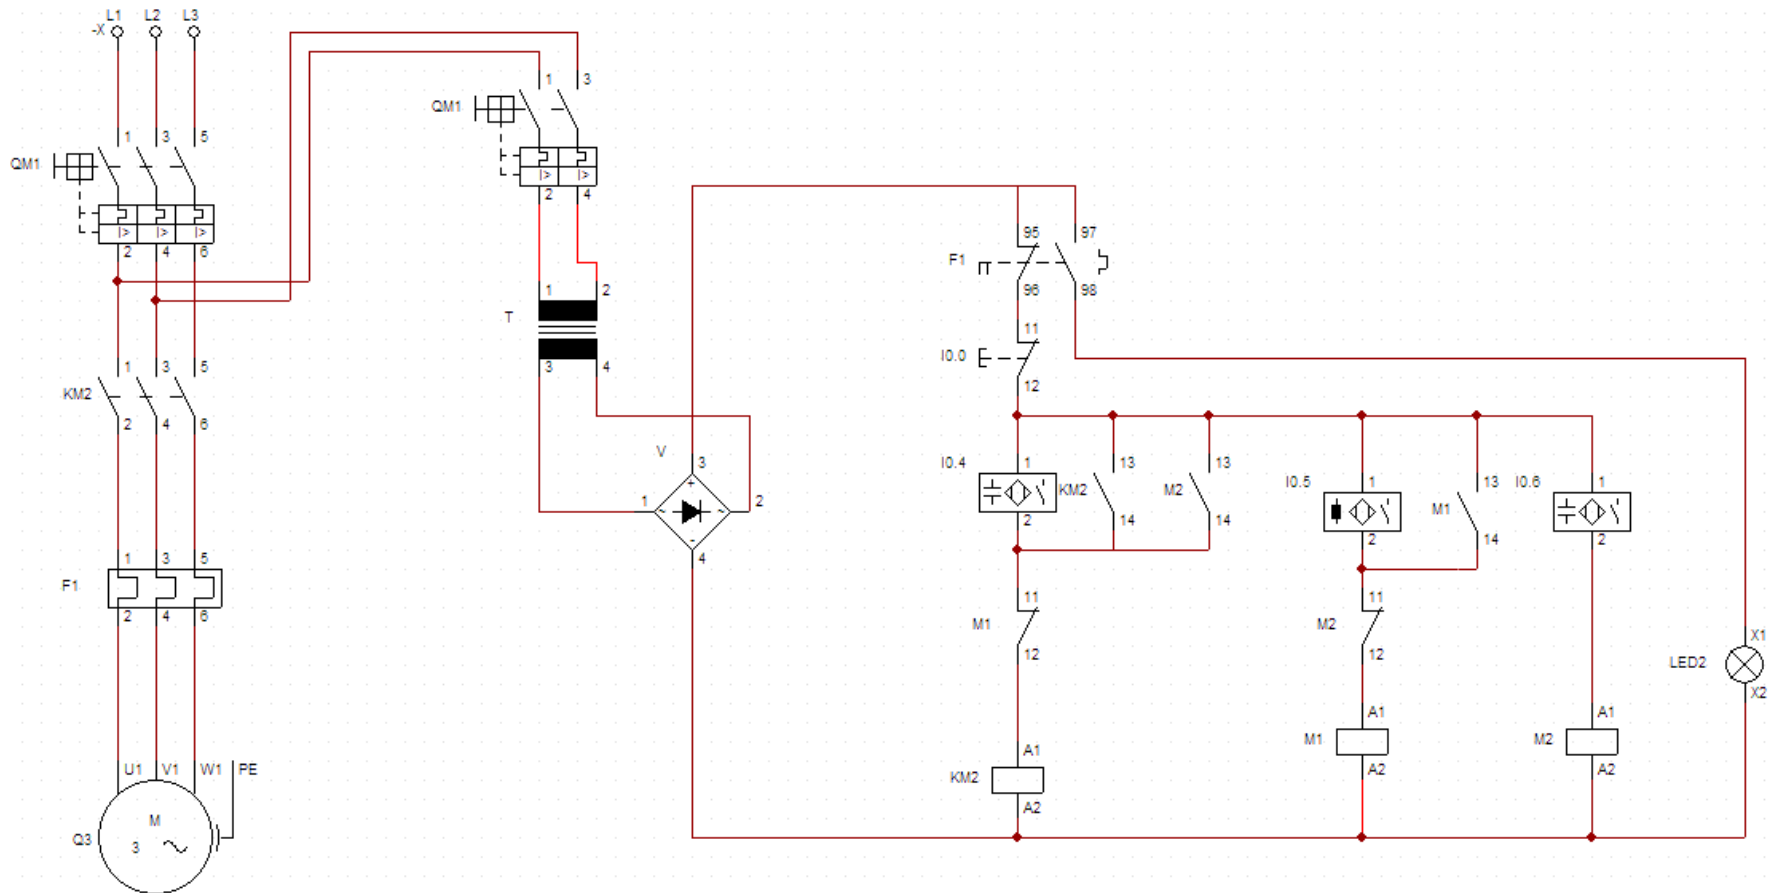 L1 L2 L3
-X
1 3
QM1
1 3 5
QM1
I> I>
2 4
I> I> I>
2 4 6
95 97
F1
96 98
1 2
T
11
I0.0
3 4
12
1 3 5
KM2
2 4 6
V
3
+
1 ~ ~ 2
-
4
I0.4 1 13 13
KM2 M2
2 14 14
I0.5 1 13 I0.6 1
M1
2 14 2
1 3 5
F1
2 4 6
11 11
M1 M2
12 12
X1
LED2
X2
A1 A1
M1 M2
A2 A2
A1
KM2
A2
U1 V1 W1 PE
M
Q3 3 ~